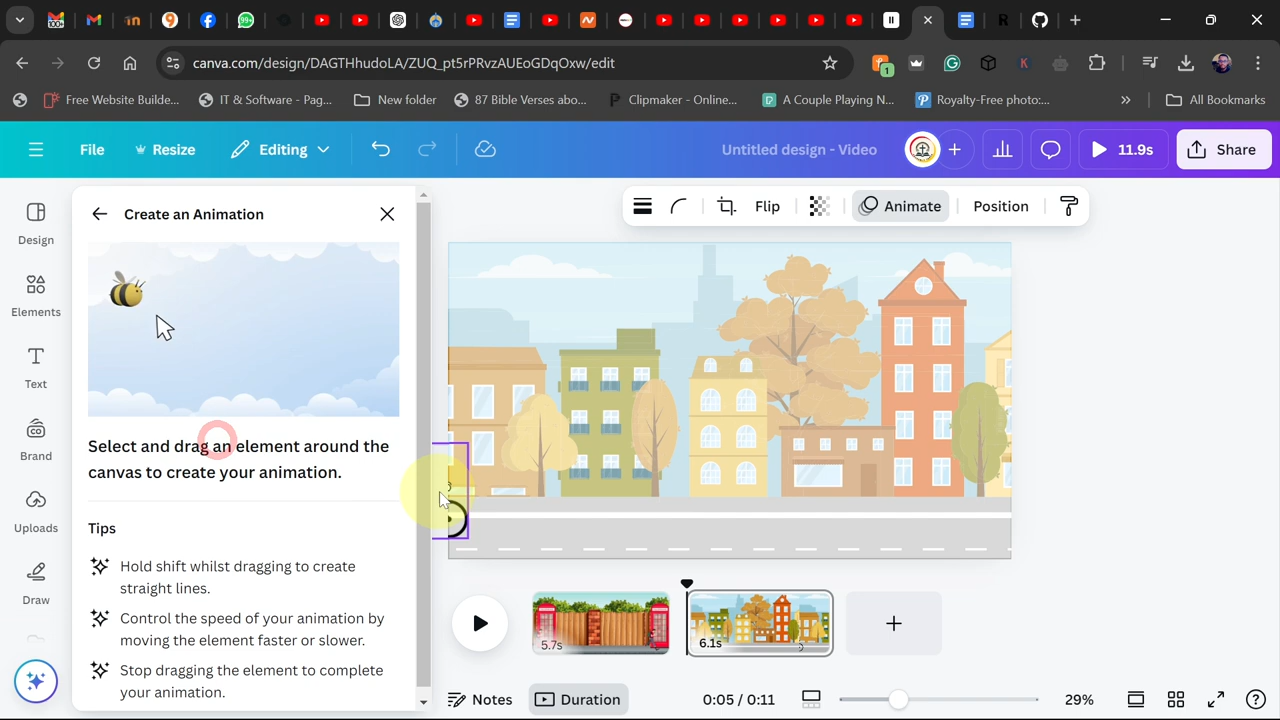 canva.com/design/DAGTHhudoLA/ZUQ_pt5rPRvzAUEoGDqOxw/edit
Free Website Builde...
IT & Software - Pag...
New folder
87 Bible Verses abo...
Clipmaker - Online...
A Couple Playing N...
Royalty-Free photo:...
All Bookmarks
File
Resize
Editing
Untitled design - Video
11.9s
Share
Design
Elements
Text
Brand
Uploads
Draw
Create an Animation
Select and drag an element around the
canvas to create your animation.
Tips
Hold shift whilst dragging to create
straight lines.
Control the speed of your animation by
moving the element faster or slower.
Stop dragging the element to complete
your animation.
Flip
Animate
Position
5.7s
6.1s
Notes
Duration
0:05 / 0:11
29%